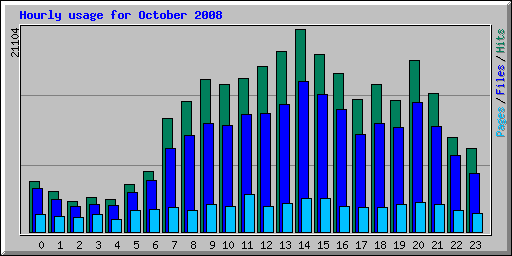 Hourly usage for October 2008
21104
Pages / Files / Hits
0 1 2 3 4 5 6 7 8 9 10 11 12 13 14 15 16 17 18 19 20 21 22 23